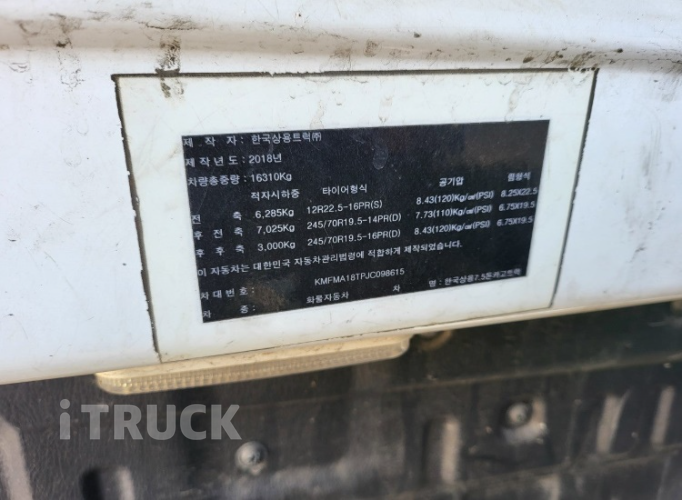 제 작 자 : 한국상용트럭㈜
제 작 년 도 : 2018년
차량총중량 : 16310Kg
적차시하중 타이어형식 공기압 림량식
전 축 6,285Kg 12R22.5-16PR(S) 8.43(120)Kg/㎠(PSI) 8.25X22.5
후 전 축 7,025Kg 245/70R19.5-14PR(D) 7.73(110)Kg/㎠(PSI) 6.75X19.5
후 후 축 3,000Kg 245/70R19.5-16PR(D) 8.43(120)Kg/㎠(PSI) 6.75X19.5
이 자동차는 대한민국 자동차관리법령에 적합하게 제작되었음.
차 대 번 호 : KMFMA18TPJC098615
차 종 : 화물자동차 차 명 : 한국상용7.5톤카고트럭
iTRUCK